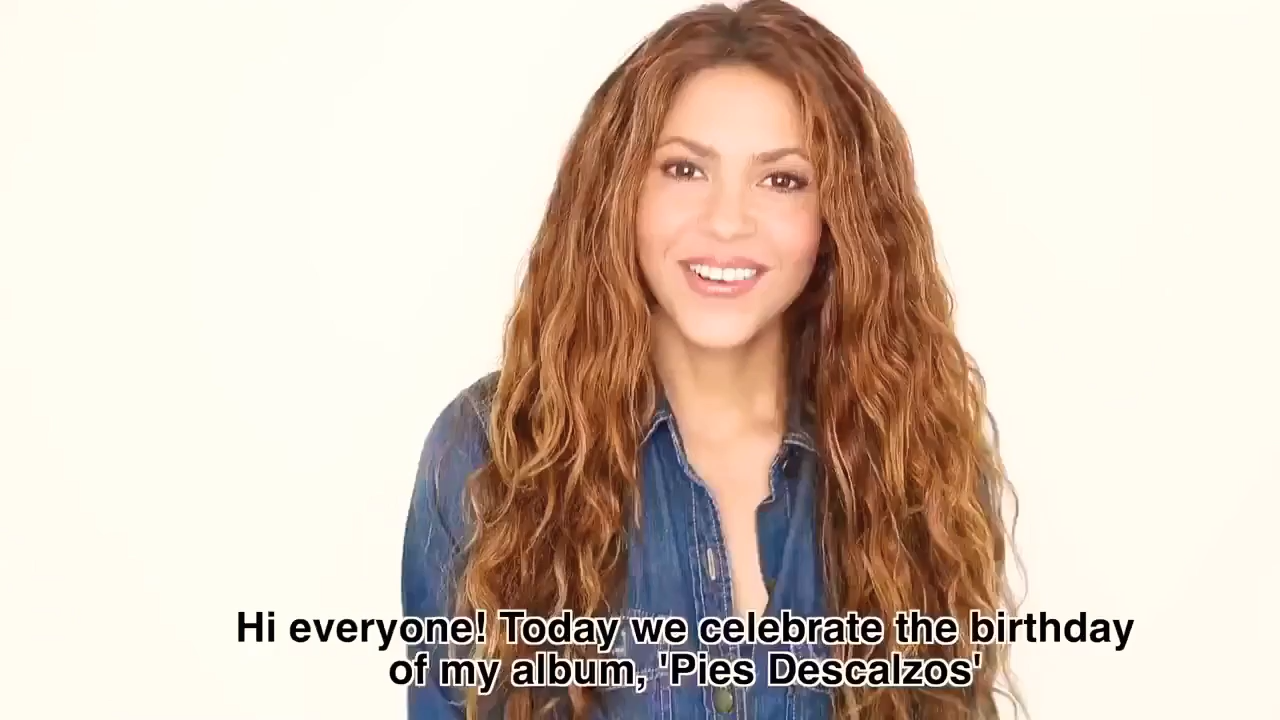 Hi everyone! Today we celebrate the birthday
of my album, 'Pies Descalzos'